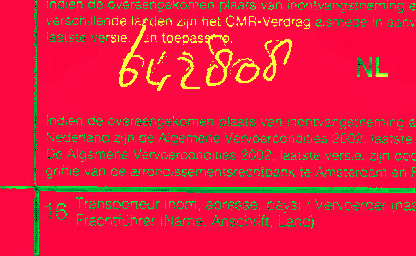 Indien de overeengekomen plaats van inontvangstneming e
verschillende landen zijn het CMR-Verdrag alsmede in aanv
laatste versie van toepassing.
642808
NL
Indien de overeengekomen plaats van inontvangstneming e
Nederland zijn de Algemene Vervoercondities 2002, laatste
De Algemene Vervoercondities 2002, laatste versie, zijn doo
griffie van de arrondissementsrechtbank te Amsterdam en R
16 Transporteur (nom, adresse, pays) / Vervoerder (naa
Frachtführer (Name, Anschrift, Land)